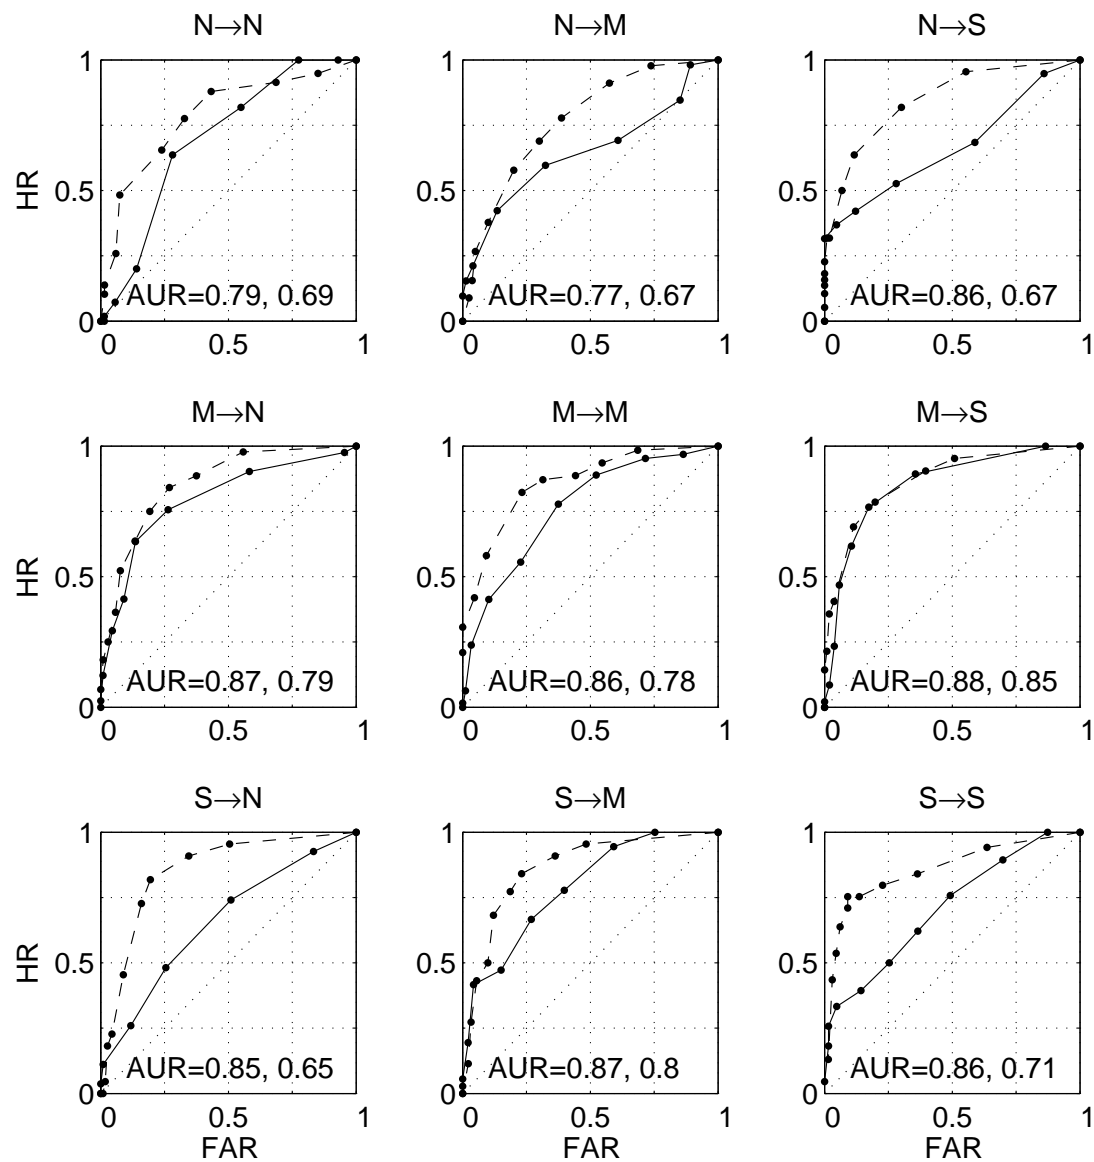 N→N N→M N→S
1 1 1
HR 0.5 0.5 0.5
AUR=0.79, 0.69 AUR=0.77, 0.67 AUR=0.86, 0.67
0 0 0
0 0.5 1 0 0.5 1 0 0.5 1
M→N M→M M→S
1 1 1
HR 0.5 0.5 0.5
AUR=0.87, 0.79 AUR=0.86, 0.78 AUR=0.88, 0.85
0 0 0
0 0.5 1 0 0.5 1 0 0.5 1
S→N S→M S→S
1 1 1
HR 0.5 0.5 0.5
AUR=0.85, 0.65 AUR=0.87, 0.8 AUR=0.86, 0.71
0 0 0
0 0.5 1 0 0.5 1 0 0.5 1
FAR FAR FAR